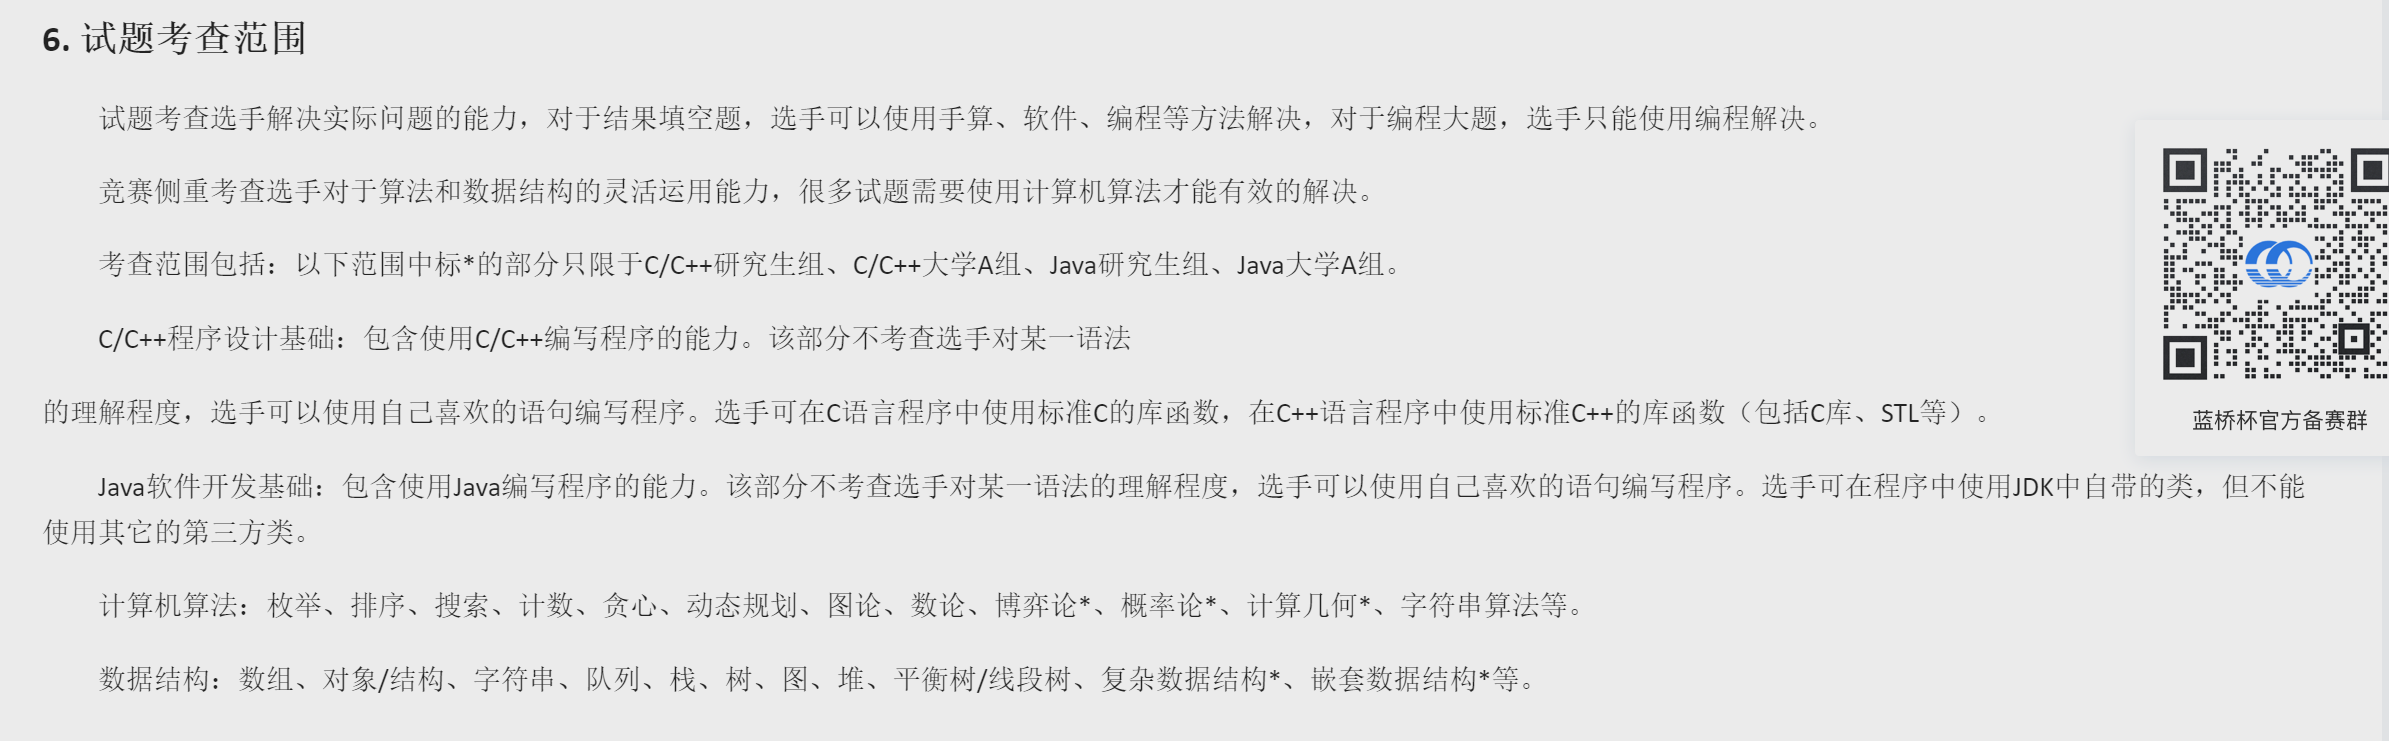 6. 试题考查范围
试题考查选手解决实际问题的能力，对于结果填空题，选手可以使用手算、软件、编程等方法解决，对于编程大题，选手只能使用编程解决。
竞赛侧重考查选手对于算法和数据结构的灵活运用能力，很多试题需要使用计算机算法才能有效的解决。
考查范围包括：以下范围中标*的部分只限于C/C++研究生组、C/C++大学A组、Java研究生组、Java大学A组。
C/C++程序设计基础：包含使用C/C++编写程序的能力。该部分不考查选手对某一语法
的理解程度，选手可以使用自己喜欢的语句编写程序。选手可在C语言程序中使用标准C的库函数，在C++语言程序中使用标准C++的库函数（包括C库、STL等）。
Java软件开发基础：包含使用Java编写程序的能力。该部分不考查选手对某一语法的理解程度，选手可以使用自己喜欢的语句编写程序。选手可在程序中使用JDK中自带的类，但不能
使用其它的第三方类。
计算机算法：枚举、排序、搜索、计数、贪心、动态规划、图论、数论、博弈论*、概率论*、计算几何*、字符串算法等。
数据结构：数组、对象/结构、字符串、队列、栈、树、图、堆、平衡树/线段树、复杂数据结构*、嵌套数据结构*等。
蓝桥杯官方备赛群